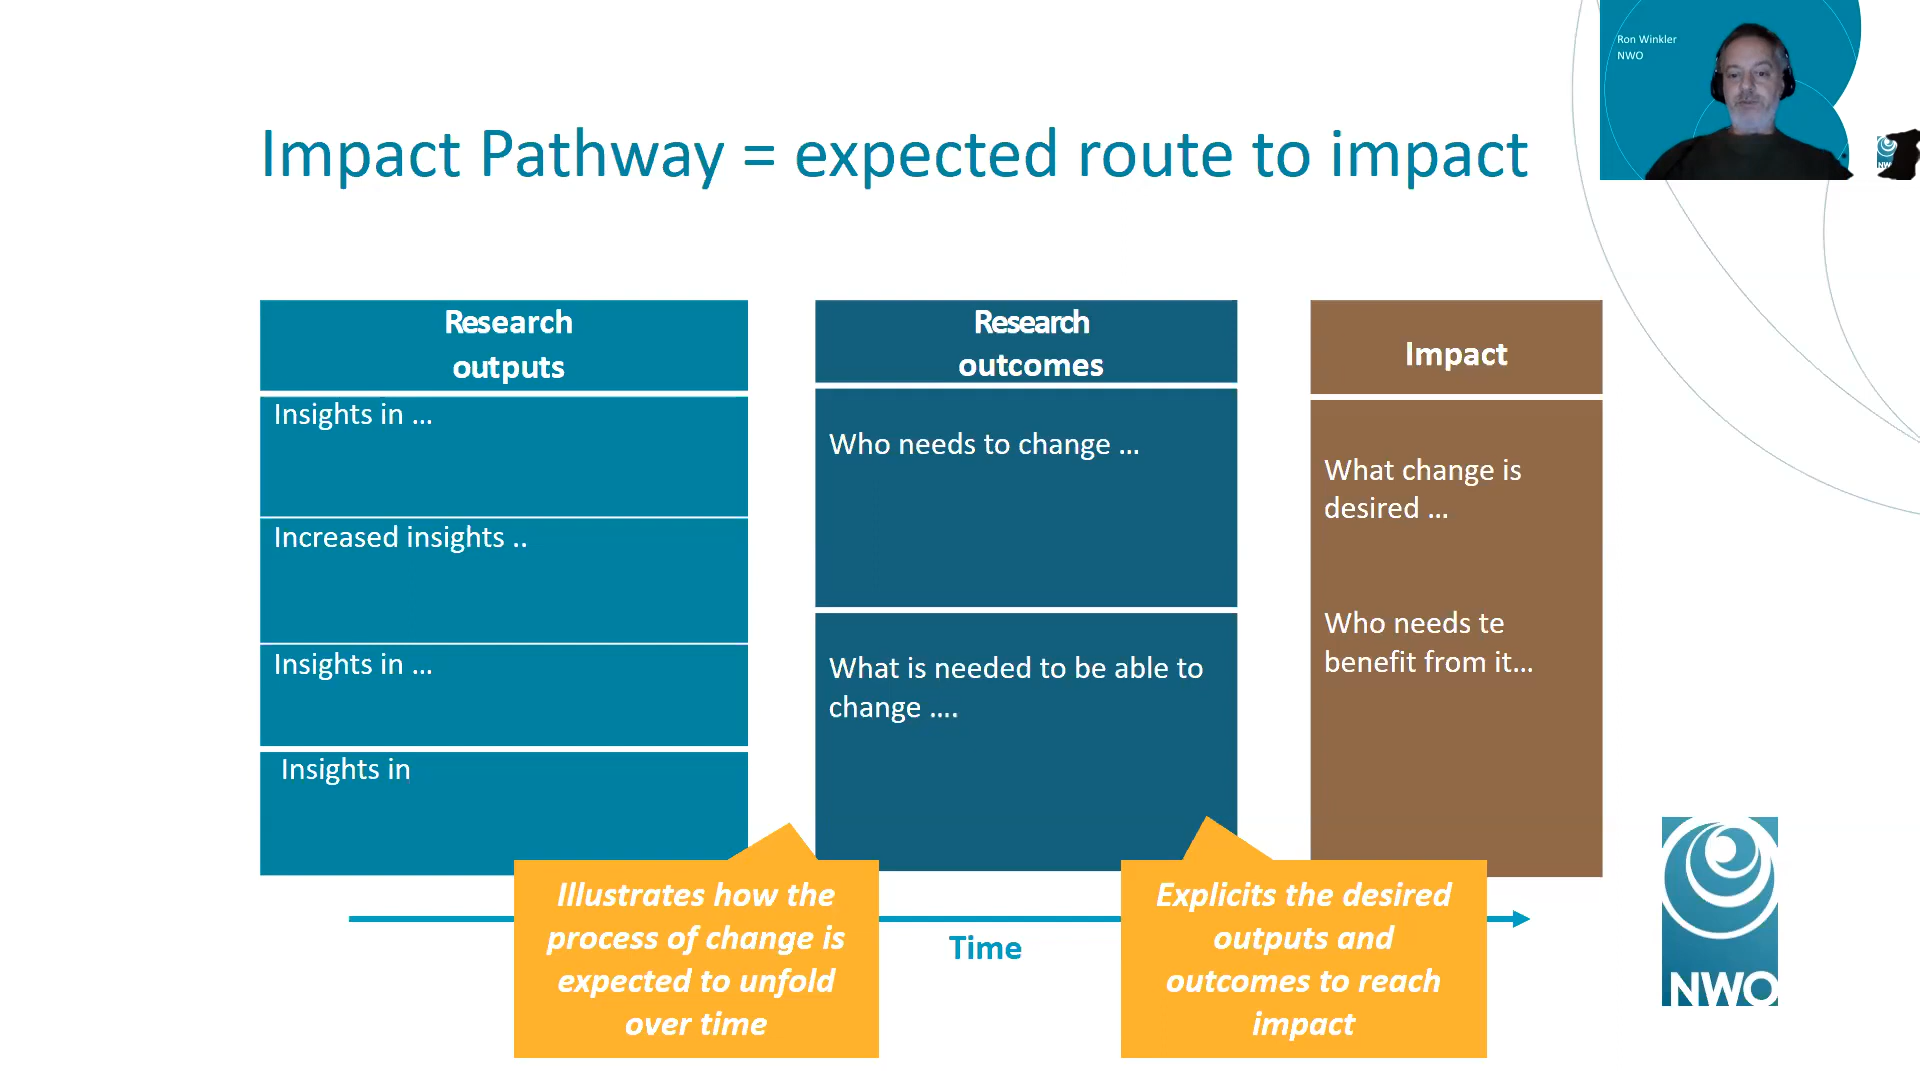 Ron Winkler
NWO
Impact Pathway = expected route to impact
Research
outputs
Insights in ...
Increased insights ..
Insights in ...
Insights in
Research
outcomes
Who needs to change ...
What is needed to be able to
change ....
Impact
What change is
desired ...
Who needs te
benefit from it...
Illustrates how the
process of change is
expected to unfold
over time
Time
Explicits the desired
outputs and
outcomes to reach
impact
NWO